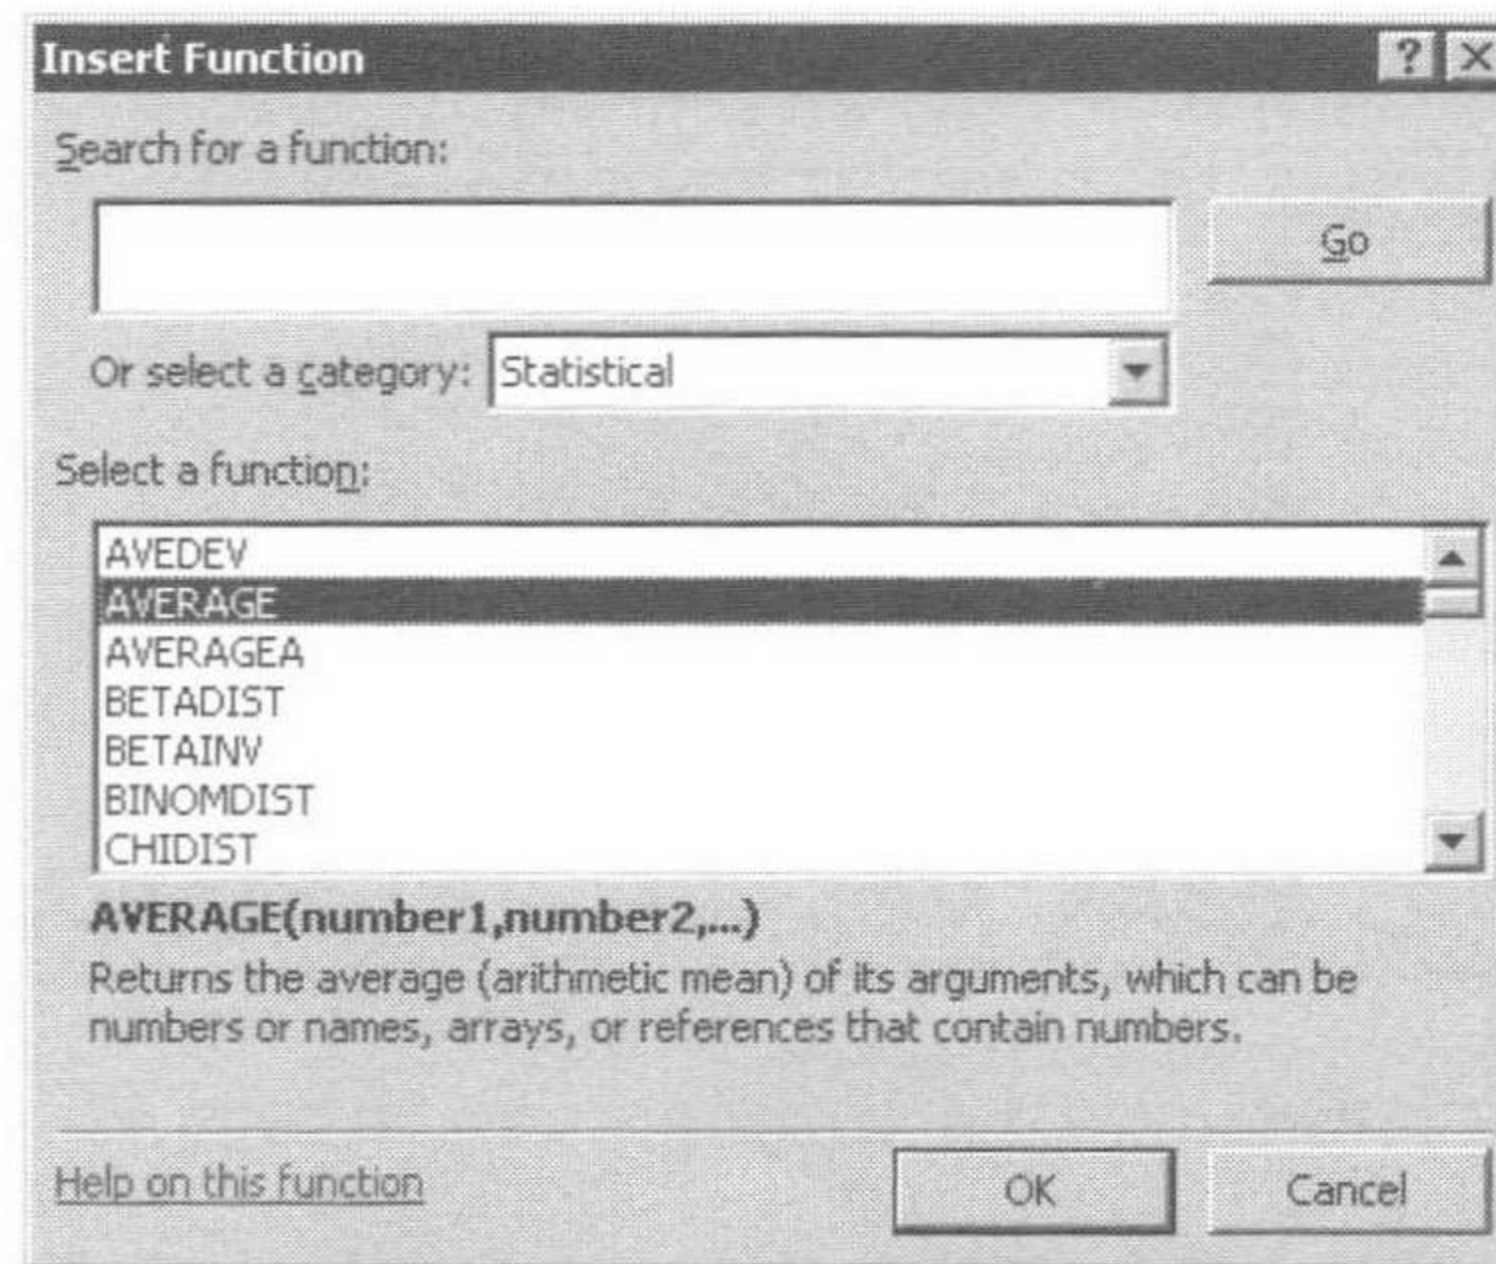 Insert Function
?
Search for a function:
Go
Or select a category: Statistical
Select a function:
AVEDEV
AVERAGE
AVERAGEA
BETADIST
BETAINV
BINOMDIST
CHIDIST
AVERAGE(number1,number2,...)
Returns the average (arithmetic mean) of its arguments, which can be
numbers or names, arrays, or references that contain numbers.
Help on this function
OK Cancel